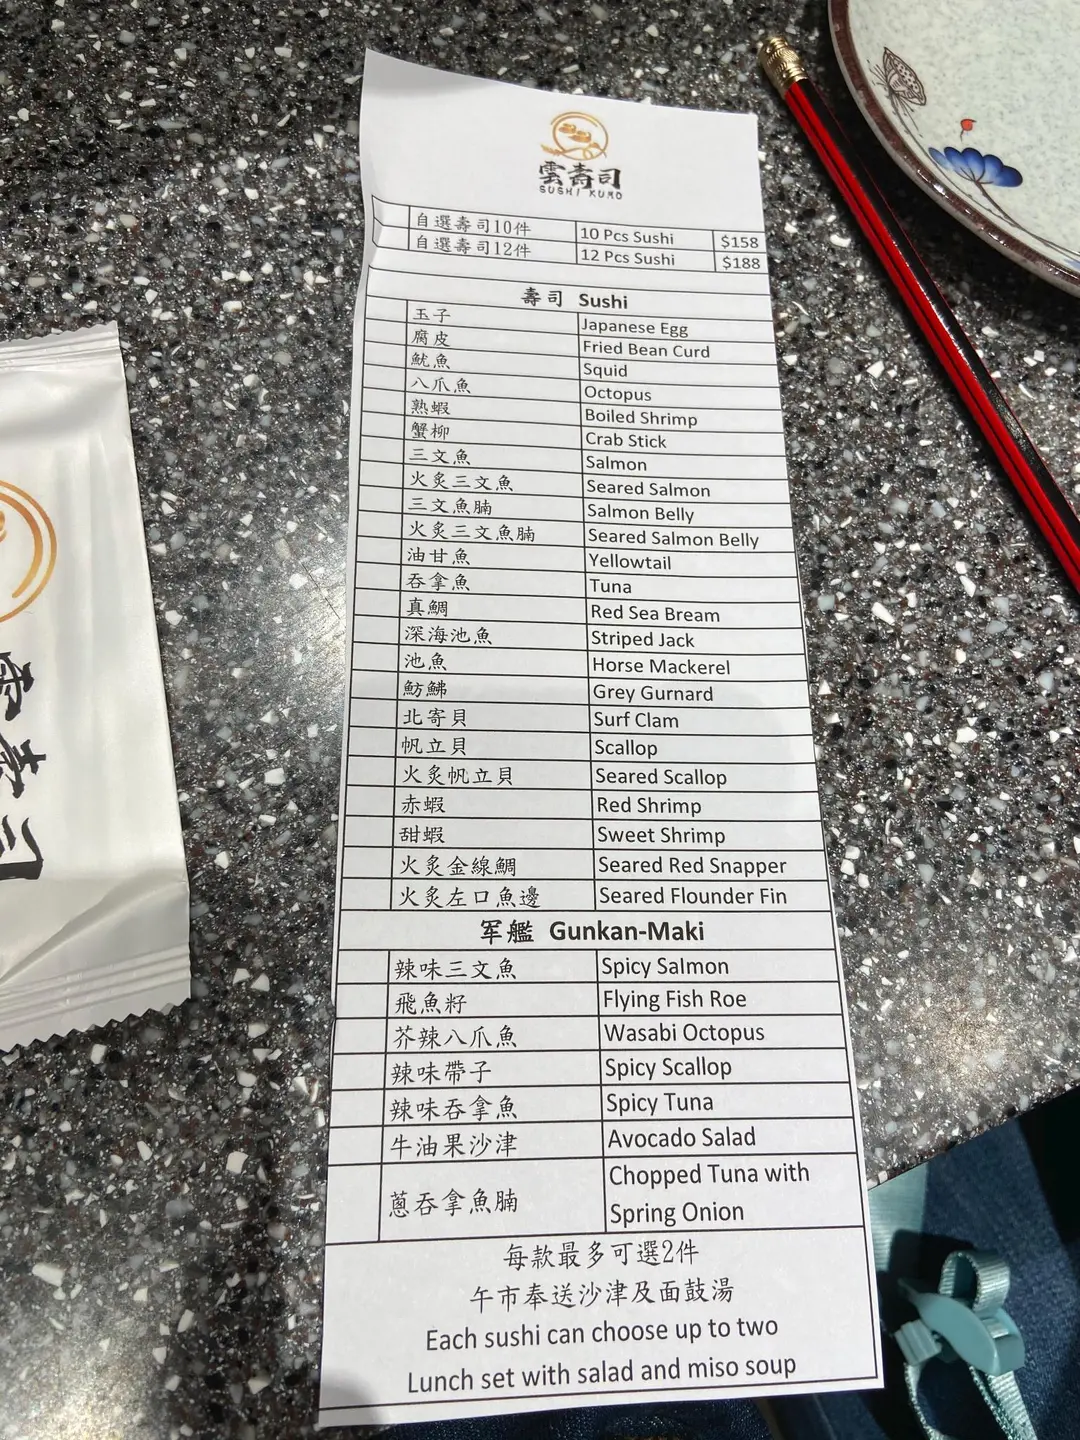 雲壽司
SUSHI KUMO
自選壽司10件 10 Pcs Sushi $158
自選壽司12件 12 Pcs Sushi $188
壽司 Sushi
玉子 Japanese Egg
腐皮 Fried Bean Curd
魷魚 Squid
八爪魚 Octopus
熟蝦 Boiled Shrimp
蟹柳 Crab Stick
三文魚 Salmon
火炙三文魚 Seared Salmon
三文魚腩 Salmon Belly
火炙三文魚腩 Seared Salmon Belly
油甘魚 Yellowtail
吞拿魚 Tuna
真鯛 Red Sea Bream
深海池魚 Striped Jack
池魚 Horse Mackerel
魴鮄 Grey Gurnard
北寄貝 Surf Clam
帆立貝 Scallop
火炙帆立貝 Seared Scallop
赤蝦 Red Shrimp
甜蝦 Sweet Shrimp
火炙金線鯛 Seared Red Snapper
火炙左口魚邊 Seared Flounder Fin
军艦 Gunkan-Maki
辣味三文魚 Spicy Salmon
飛魚籽 Flying Fish Roe
芥辣八爪魚 Wasabi Octopus
辣味帶子 Spicy Scallop
辣味吞拿魚 Spicy Tuna
牛油果沙津 Avocado Salad
蔥吞拿魚腩 Chopped Tuna with
Spring Onion
每款最多可選2件
午市奉送沙津及面鼓湯
Each sushi can choose up to two
Lunch set with salad and miso soup
雲壽司